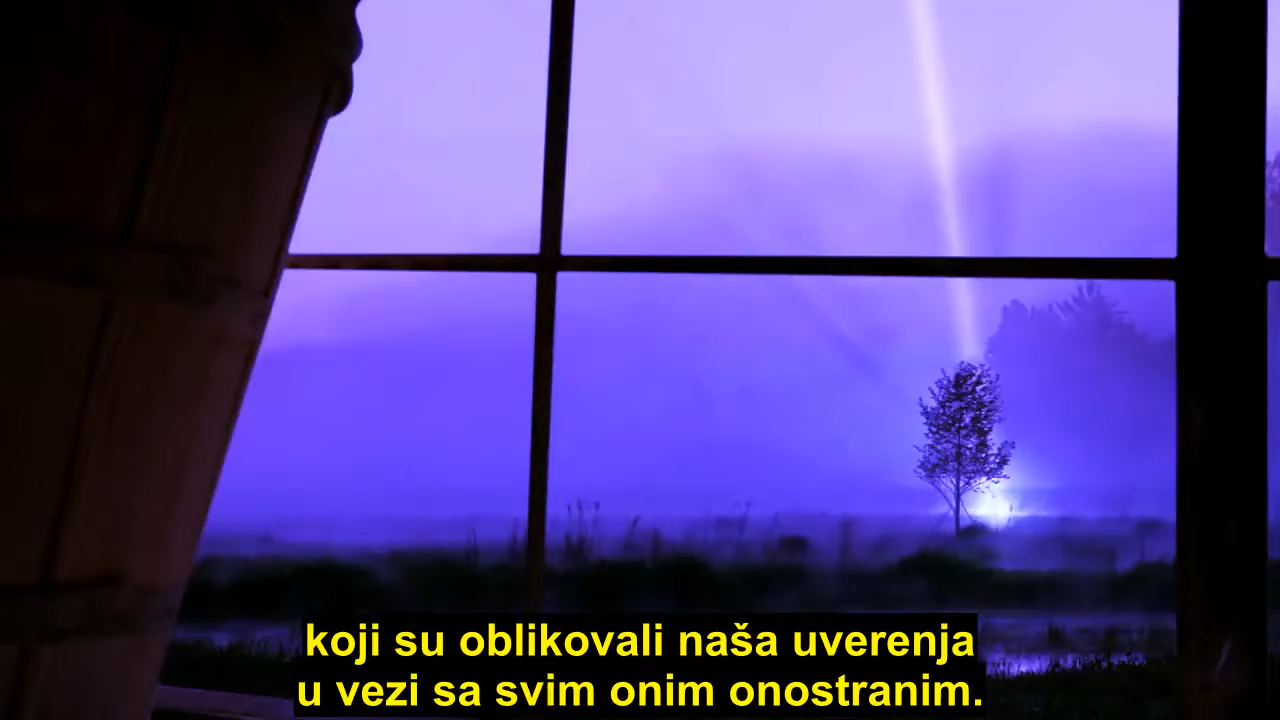 koji su oblikovali naša uverenja
u vezi sa svim onim onostranim.